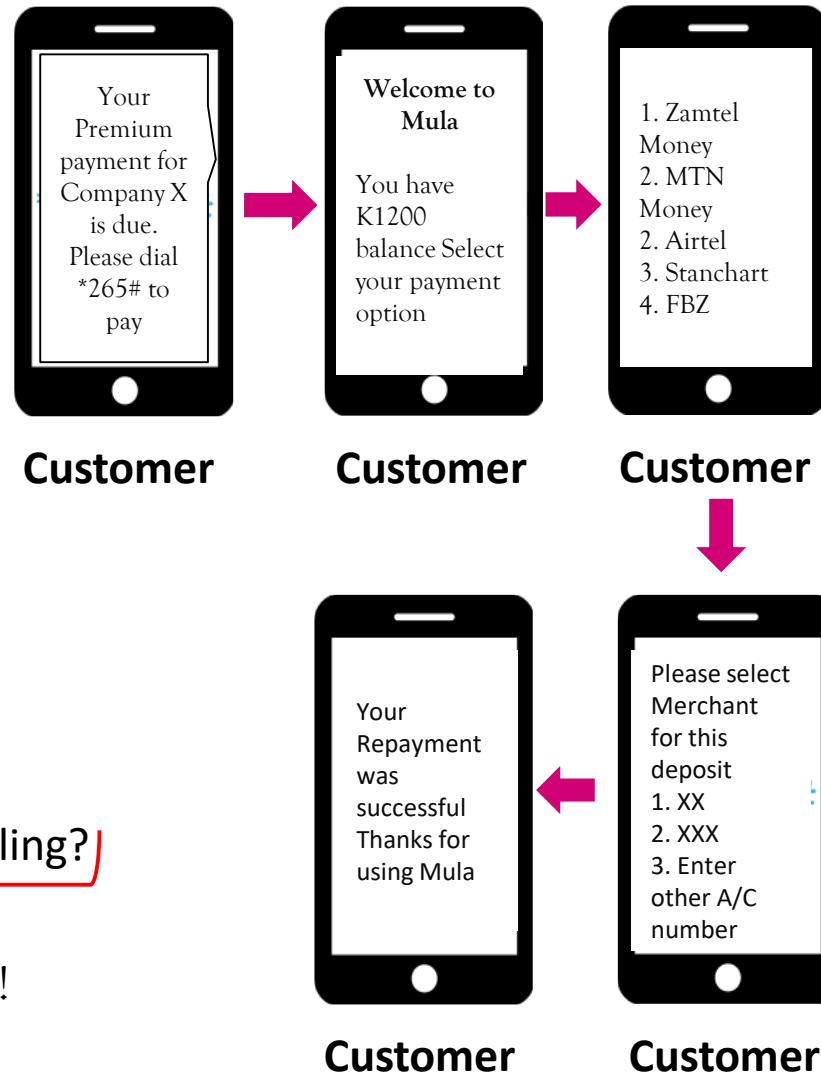 Your
Premium
payment for
Company X
is due.
Please dial
*265# to
pay
Customer
Welcome to
Mula
You have
K1200
balance Select
your payment
option
Customer
1. Zamtel
Money
2. MTN
Money
2. Airtel
3. Stanchart
4. FBZ
Customer
Please select
Merchant
for this
deposit
1. XX
2. XXX
3. Enter
other A/C
number
Customer
Your
Repayment
was
successful
Thanks for
using Mula
Customer
ling?
!